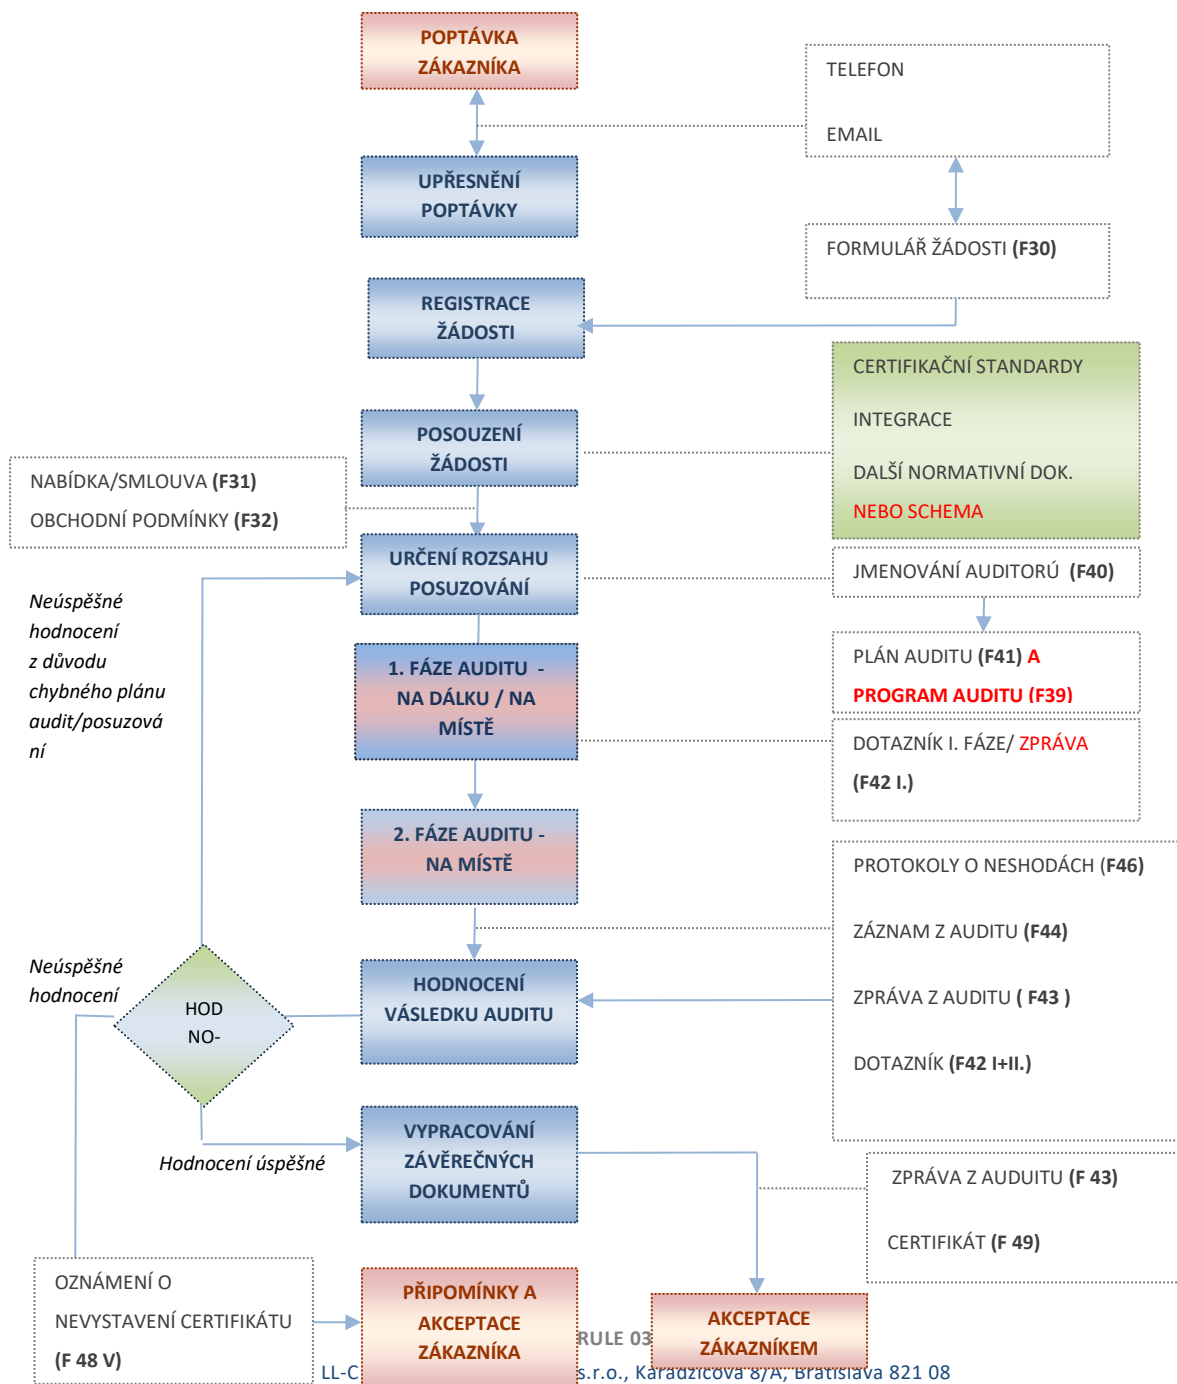 POPTÁVKA
ZÁKAZNÍKA
TELEFON
EMAIL
UPŘESNĚNÍ
POPTÁVKY
FORMULÁŘ ŽÁDOSTI (F30)
REGISTRACE
ŽÁDOSTI
CERTIFIKAČNÍ STANDARDY
INTEGRACE
DALŠÍ NORMATIVNÍ DOK.
NEBO SCHEMA
POSOUZENÍ
ŽÁDOSTI
NABÍDKA/SMLOUVA (F31)
OBCHODNÍ PODMÍNKY (F32)
URČENÍ ROZSAHU
POSUZOVÁNÍ
JMENOVÁNÍ AUDITORÚ (F40)
Neúspěšné
hodnocení
z důvodu
chybného plánu
audit/posuzová
ní
PLÁN AUDITU (F41) A
PROGRAM AUDITU (F39)
1. FÁZE AUDITU -
NA DÁLKU / NA
MÍSTĚ
DOTAZNÍK I. FÁZE/ ZPRÁVA
(F42 I.)
2. FÁZE AUDITU -
NA MÍSTĚ
PROTOKOLY O NESHODÁCH (F46)
ZÁZNAM Z AUDITU (F44)
ZPRÁVA Z AUDITU ( F43 )
DOTAZNÍK (F42 I+II.)
Neúspěšné
hodnocení
HOD
NO-
HODNOCENÍ
VÁSLEDKU AUDITU
Hodnocení úspěšné
VYPRACOVÁNÍ
ZÁVĚREČNÝCH
DOKUMENTŮ
ZPRÁVA Z AUDUITU (F 43)
CERTIFIKÁT (F 49)
OZNÁMENÍ O
NEVYSTAVENÍ CERTIFIKÁTU
(F 48 V)
PŘIPOMÍNKY A
AKCEPTACE
ZÁKAZNÍKA
AKCEPTACE
ZÁKAZNÍKEM
RULE 03
LL-C s.r.o., Karadžičova 8/A, Bratislava 821 08